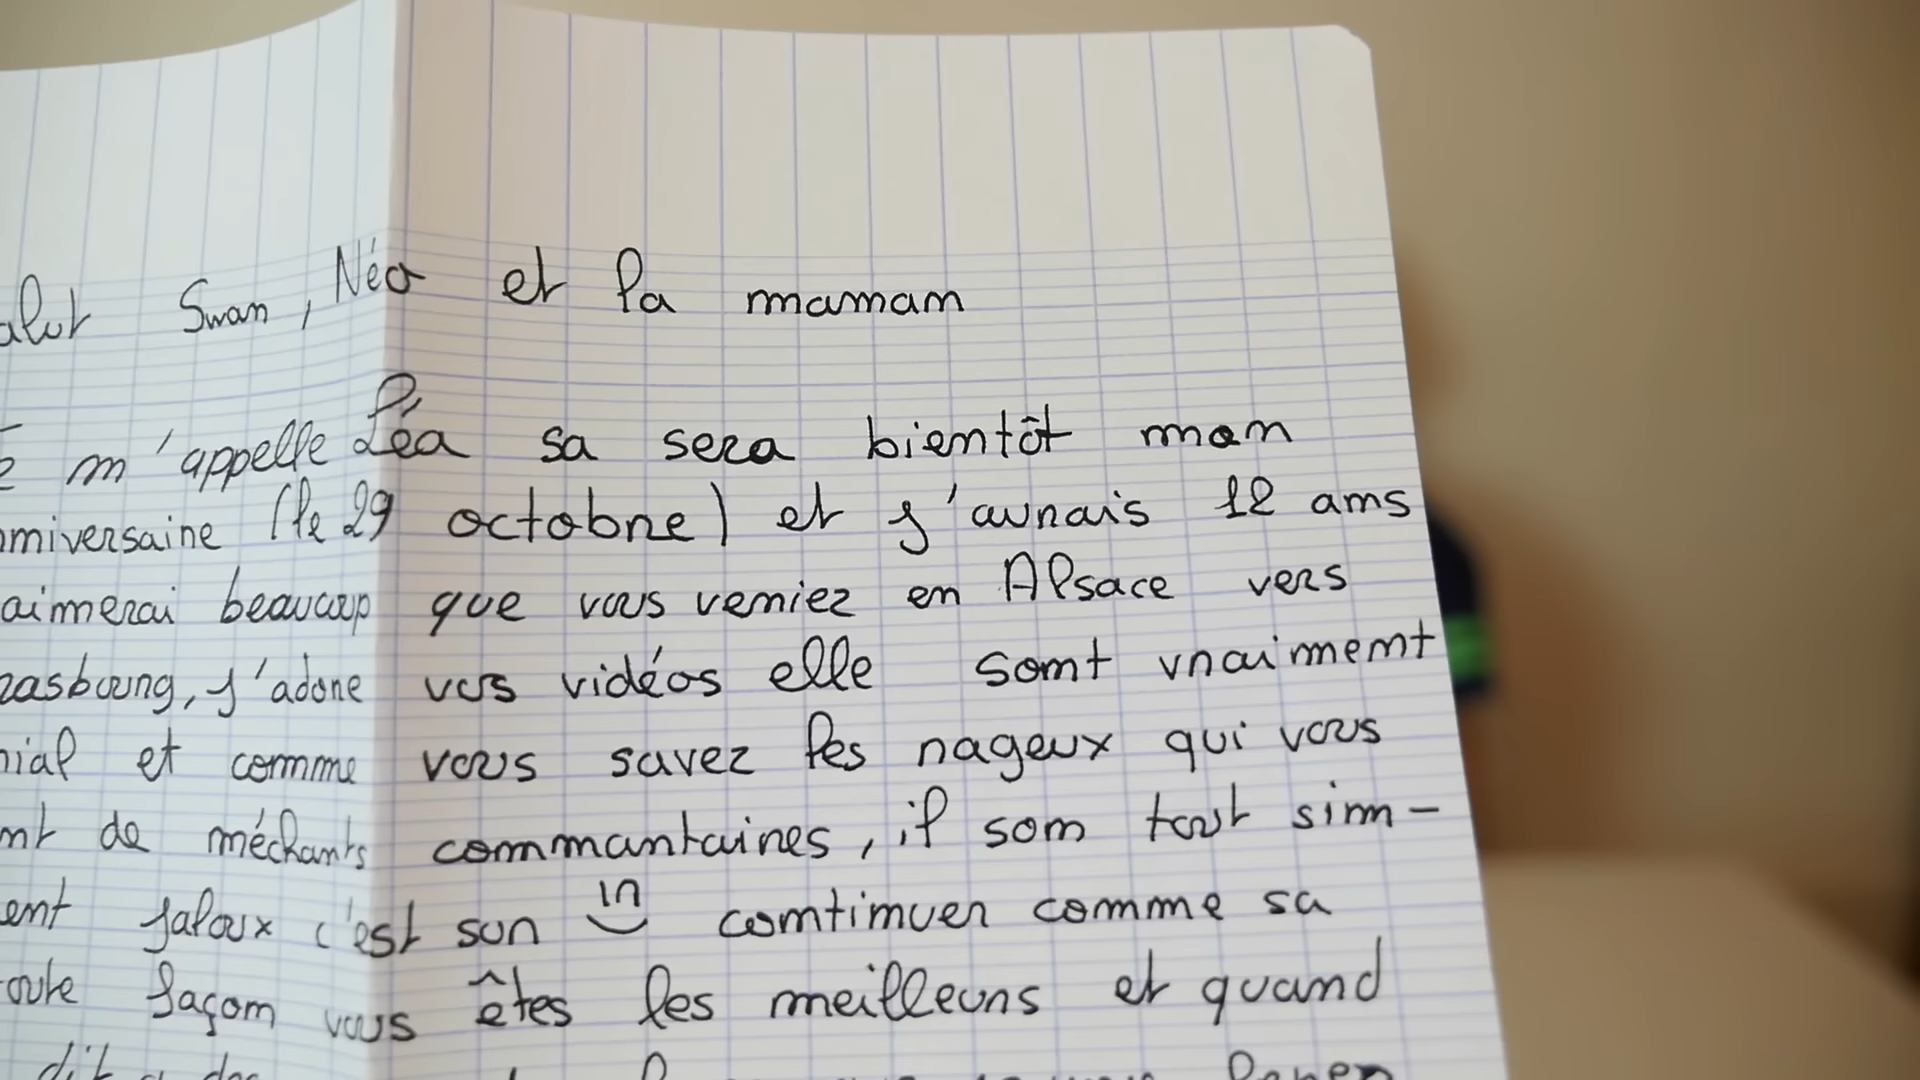 alut Swan, Néo et la maman
m'appelle Léa sa sera bientôt mon
nniversaire (le 29 octobre) et j'aurais 12 ans
aimerai beaucoup que vous veniez en Alsace vers
rasbourg, j'adore vos vidéos elle sont vraiment
nial et comme vous savez les rageux qui vous
nt de méchants commantaires, il son tout sim-
ent jaloux c'est sur continuer comme sa
oute façon vous êtes les meilleurs et quand
dit a des